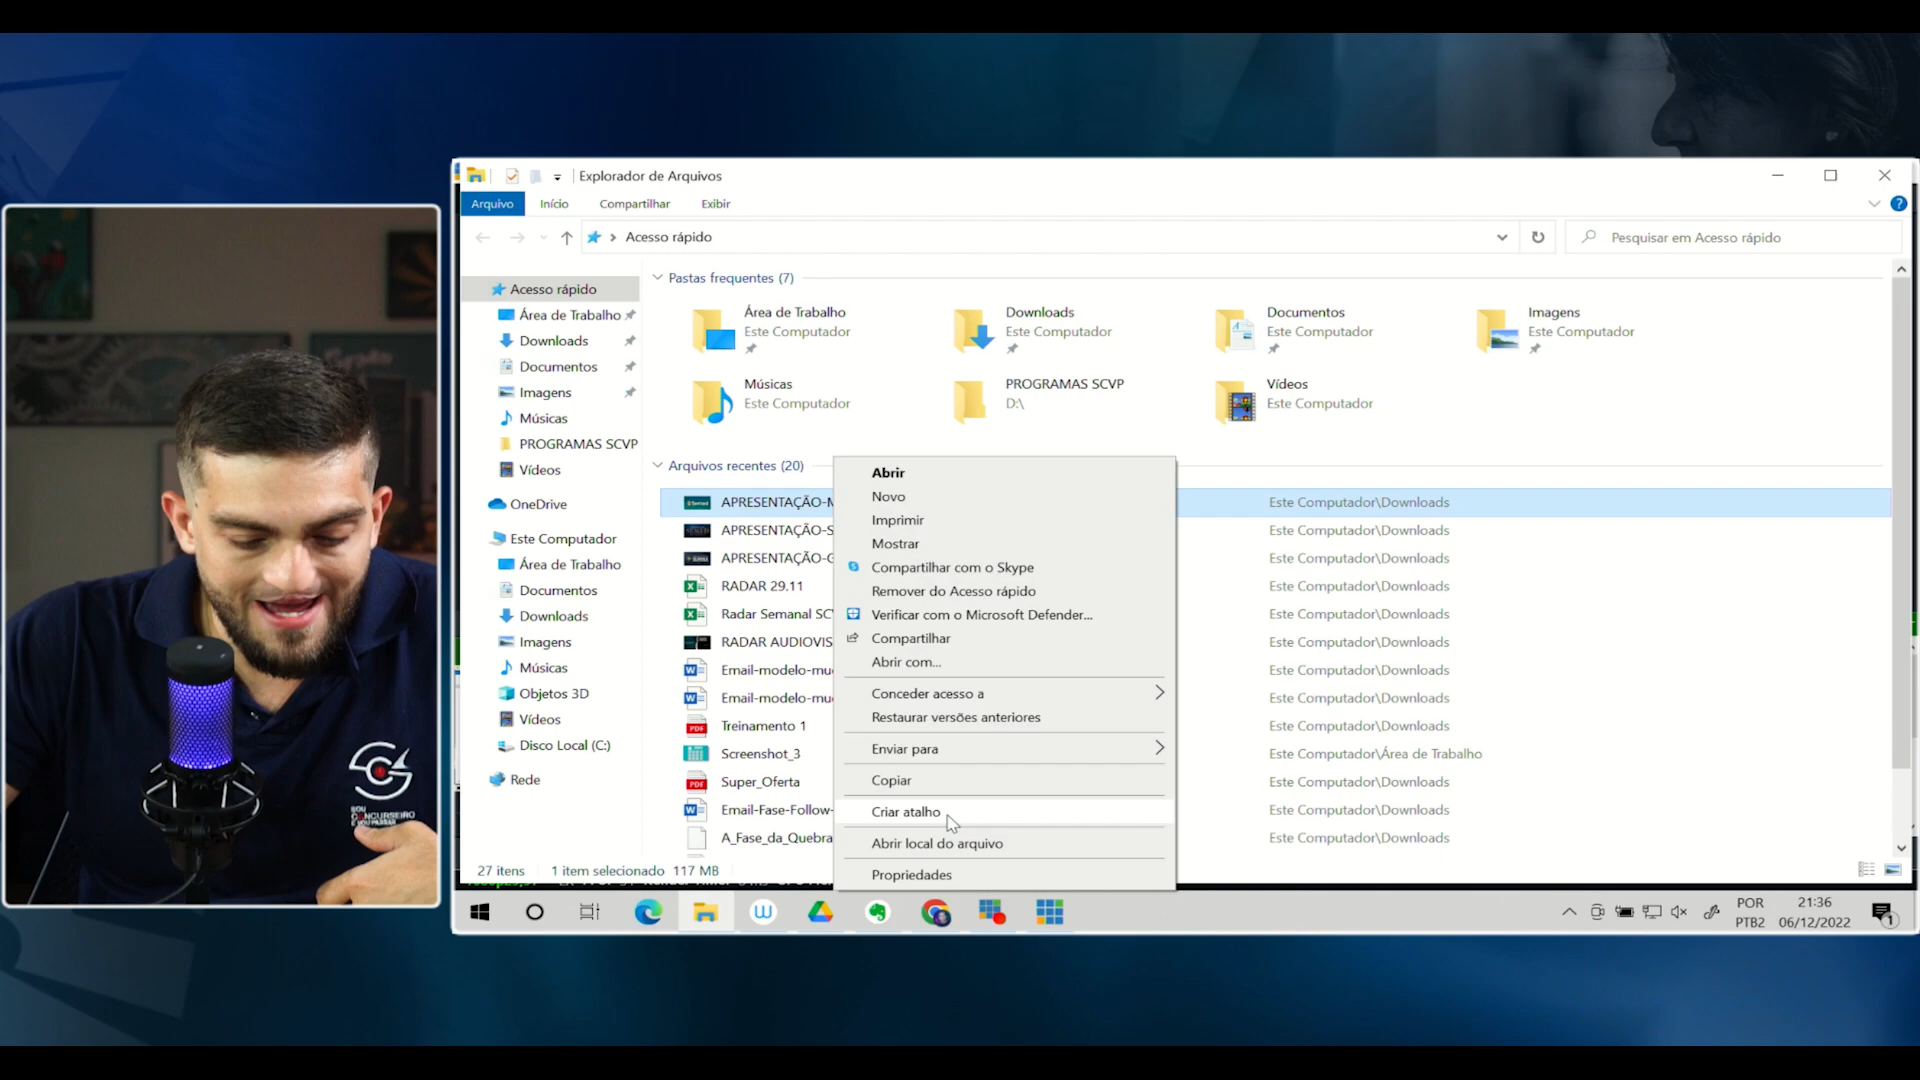 Explorador de Arquivos
Arquivo Início Compartilhar Exibir
Acesso rápido
Pesquisar em Acesso rápido
Acesso rápido
Área de Trabalho
Downloads
Documentos
Imagens
Músicas
PROGRAMAS SCVP
Vídeos
OneDrive
Este Computador
Área de Trabalho
Documentos
Downloads
Imagens
Músicas
Objetos 3D
Vídeos
Disco Local (C:)
Rede
Pastas frequentes (7)
Área de Trabalho
Este Computador
Downloads
Este Computador
Documentos
Este Computador
Imagens
Este Computador
Músicas
Este Computador
PROGRAMAS SCVP
D:\
Vídeos
Este Computador
Arquivos recentes (20)
APRESENTAÇÃO-M
APRESENTAÇÃO-S
APRESENTAÇÃO-G
RADAR 29.11
Radar Semanal SCV
RADAR AUDIOVIS
Email-modelo-mu
Email-modelo-mu
Treinamento 1
Screenshot_3
Super_Oferta
Email-Fase-Follow-
A_Fase_da_Quebra
Abrir
Novo
Imprimir
Mostrar
Compartilhar com o Skype
Remover do Acesso rápido
Verificar com o Microsoft Defender...
Compartilhar
Abrir com...
Conceder acesso a
Restaurar versões anteriores
Enviar para
Copiar
Criar atalho
Abrir local do arquivo
Propriedades
Este Computador\Downloads
Este Computador\Downloads
Este Computador\Downloads
Este Computador\Downloads
Este Computador\Downloads
Este Computador\Downloads
Este Computador\Downloads
Este Computador\Downloads
Este Computador\Downloads
Este Computador\Área de Trabalho
Este Computador\Downloads
Este Computador\Downloads
Este Computador\Downloads
27 itens 1 item selecionado 117 MB
POR
PTB2
21:36
06/12/2022
1
SOU
CONCURSEIRO
E VOU PASSAR